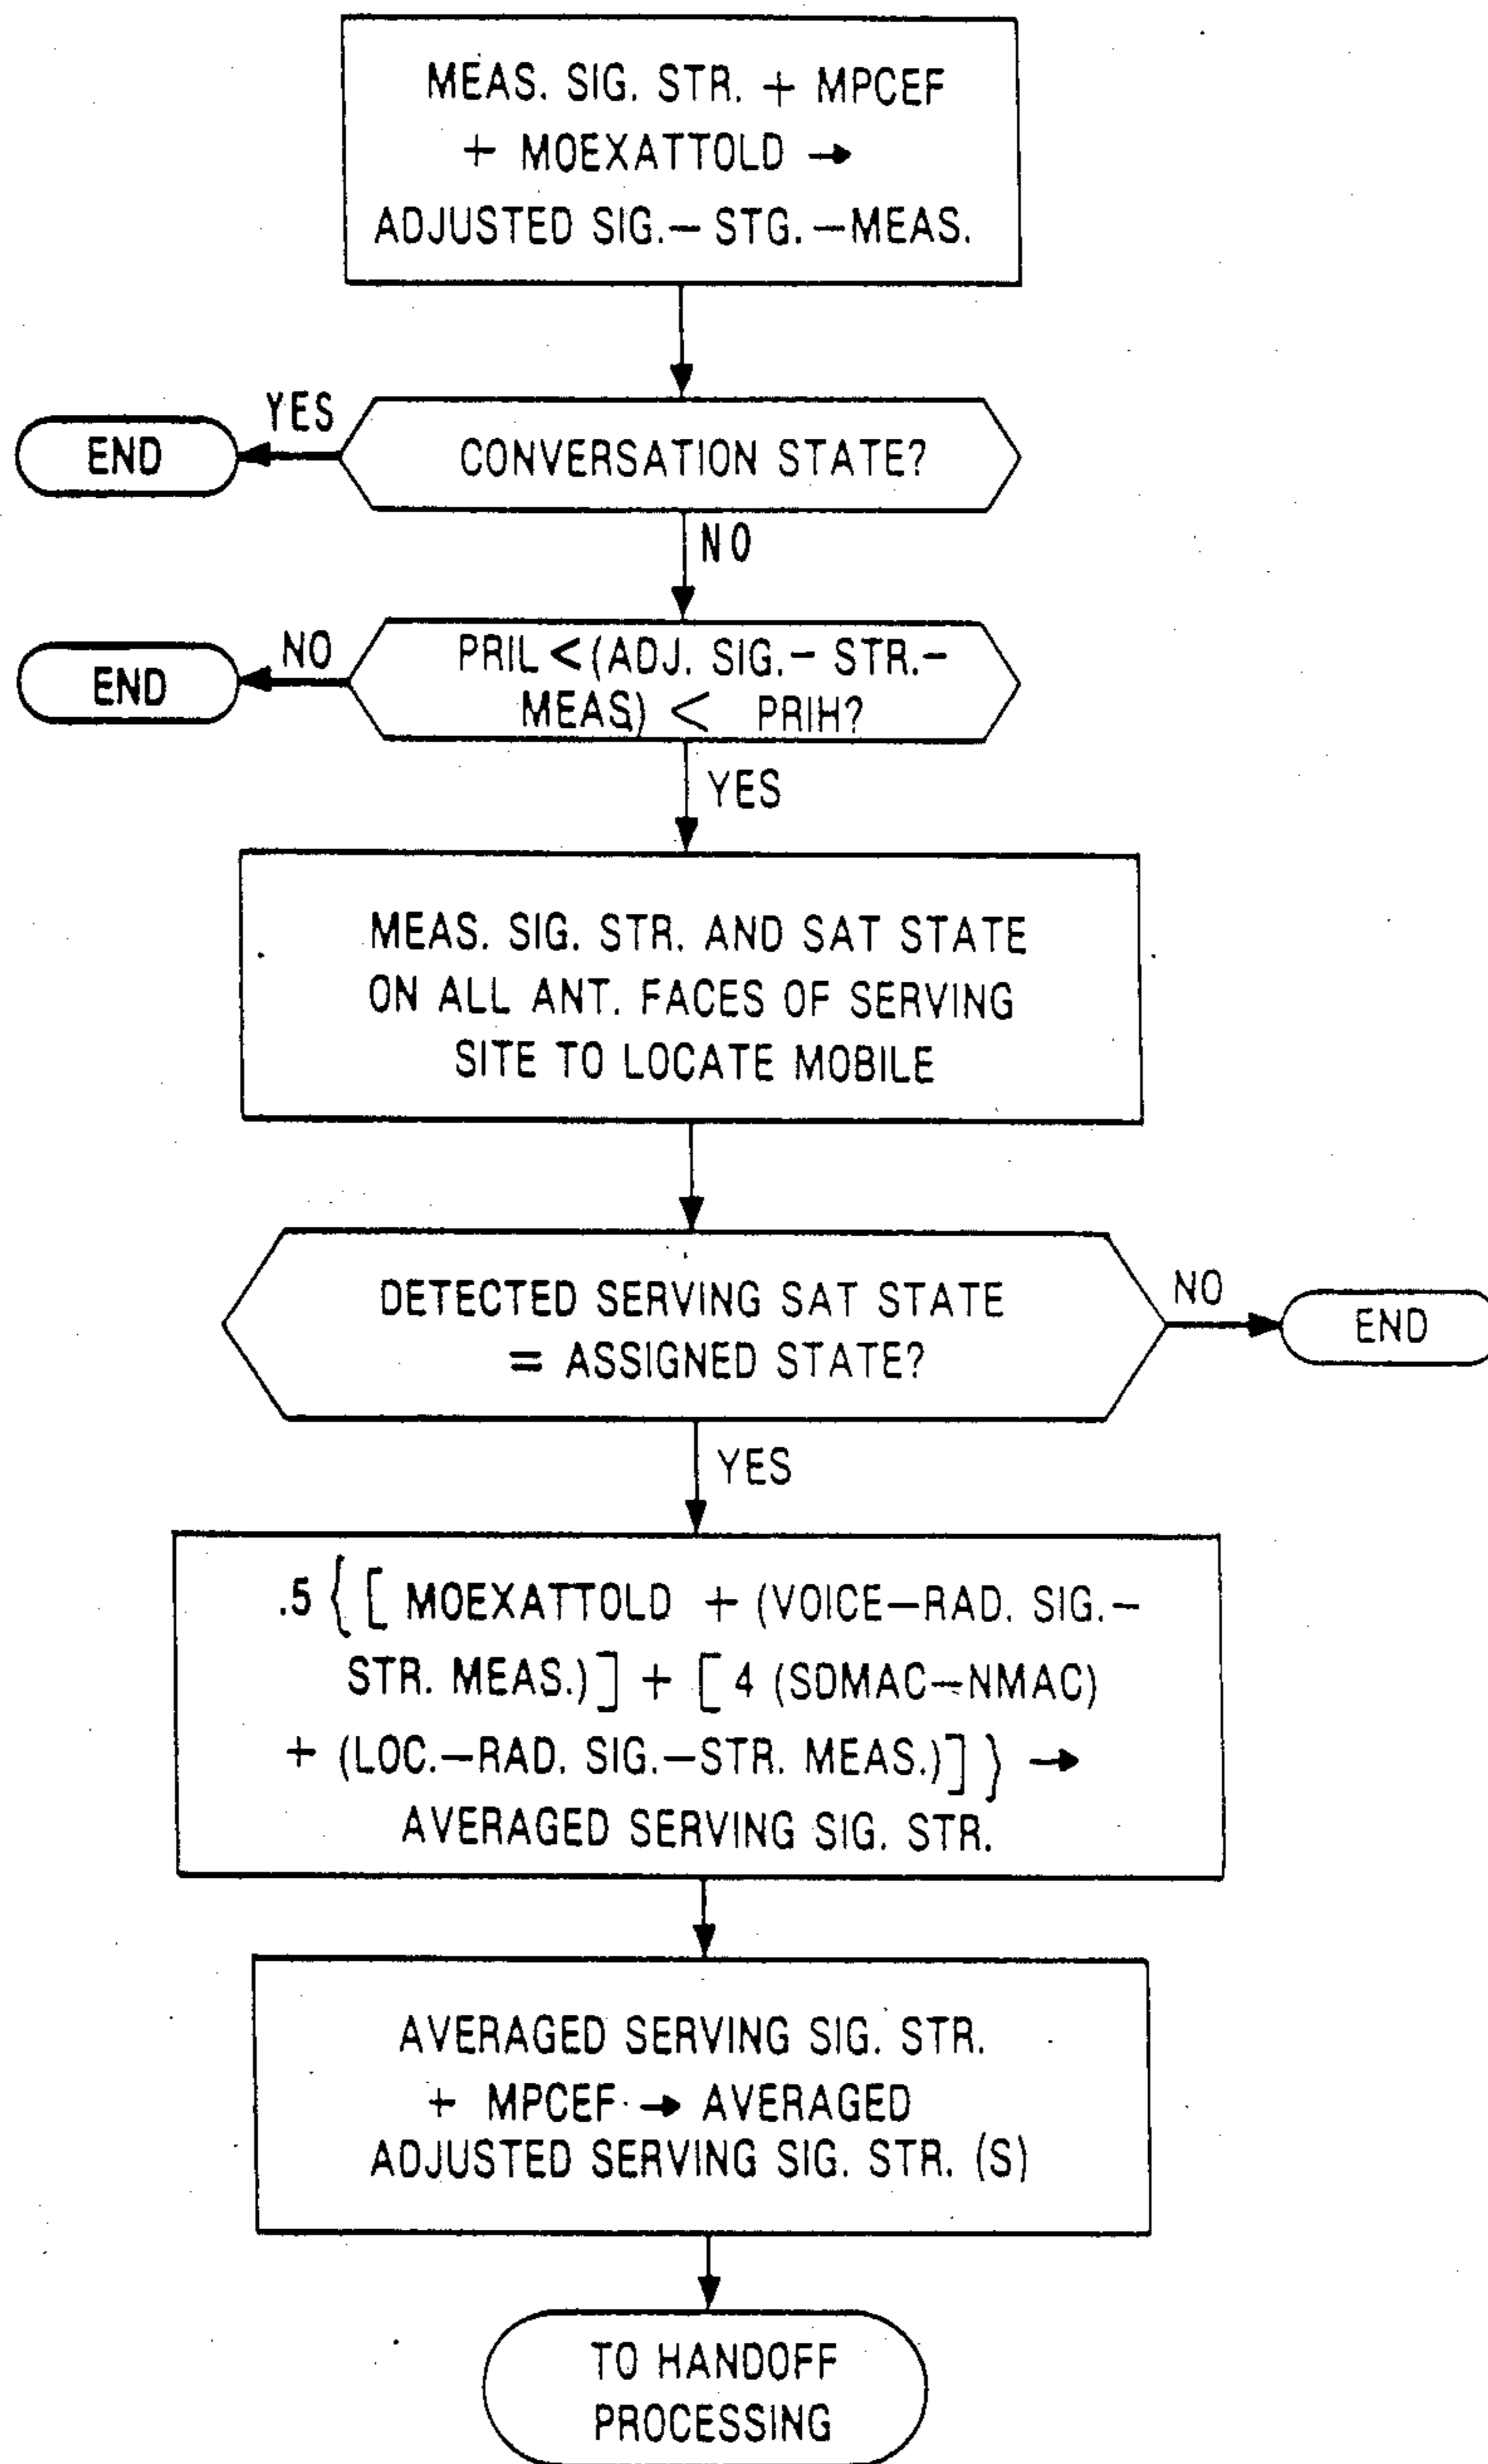 MEAS. SIG. STR. + MPCEF
+ MOEXATTOLD →
ADJUSTED SIG.– STG. –MEAS.
YES
END
CONVERSATION STATE?
NO
NO
END
PRIL < (ADJ. SIG.– STR.–
MEAS) < PRIH?
YES
MEAS. SIG. STR. AND SAT STATE
ON ALL ANT. FACES OF SERVING
SITE TO LOCATE MOBILE
DETECTED SERVING SAT STATE
= ASSIGNED STATE?
NO
END
YES
.5 { [ MOEXATTOLD + (VOICE–RAD. SIG.–
STR. MEAS.) ] + [ 4 (SDMAC–NMAC)
+ (LOC.–RAD. SIG.–STR. MEAS.) ] } →
AVERAGED SERVING SIG. STR.
AVERAGED SERVING SIG. STR.
+ MPCEF → AVERAGED
ADJUSTED SERVING SIG. STR. (S)
TO HANDOFF
PROCESSING